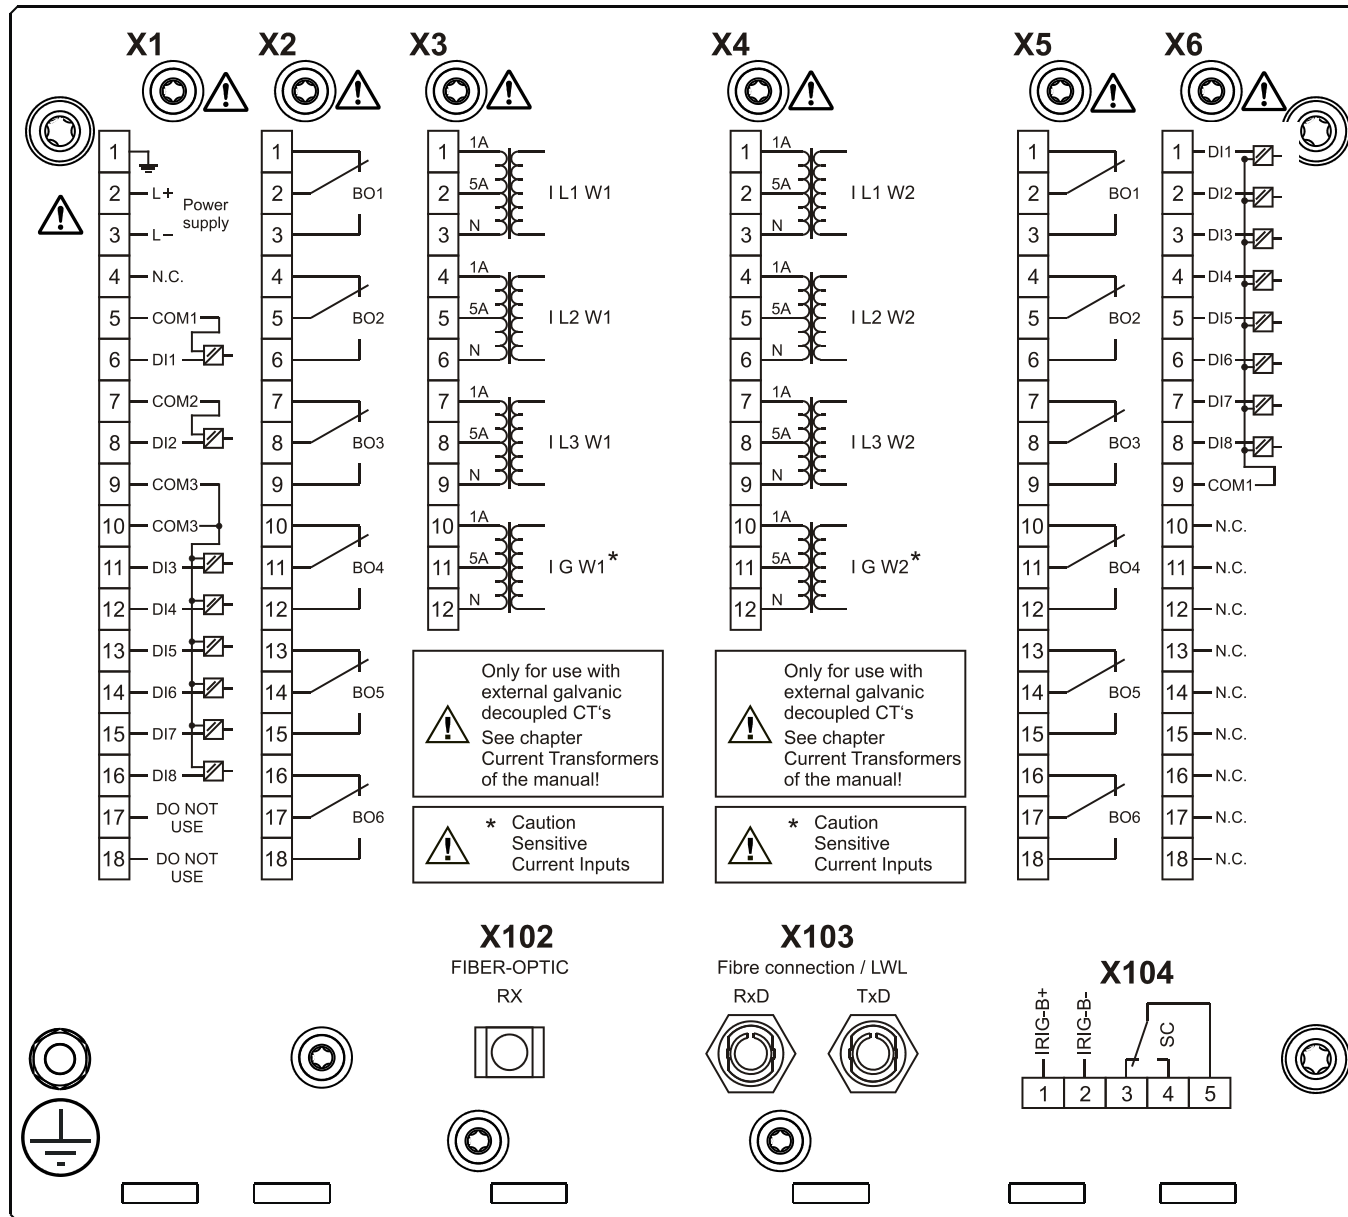 X1 X2 X3 X4 X5 X6
1
2 L+ Power
supply
3 L–
4 N.C.
5 COM1
6 DI1
7 COM2
8 DI2
9 COM3
10 COM3
11 DI3
12 DI4
13 DI5
14 DI6
15 DI7
16 DI8
17 DO NOT
USE
18 DO NOT
USE
1
2 BO1
3
4
5 BO2
6
7
8 BO3
9
10
11 BO4
12
13
14 BO5
15
16
17 BO6
18
1 1A
2 5A I L1 W1
3 N
4 1A
5 5A I L2 W1
6 N
7 1A
8 5A I L3 W1
9 N
10 1A
11 5A I G W1*
12 N
Only for use with
external galvanic
decoupled CT‘s
See chapter
Current Transformers
of the manual!
* Caution
Sensitive
Current Inputs
1 1A
2 5A I L1 W2
3 N
4 1A
5 5A I L2 W2
6 N
7 1A
8 5A I L3 W2
9 N
10 1A
11 5A I G W2*
12 N
Only for use with
external galvanic
decoupled CT‘s
See chapter
Current Transformers
of the manual!
* Caution
Sensitive
Current Inputs
1
2 BO1
3
4
5 BO2
6
7
8 BO3
9
10
11 BO4
12
13
14 BO5
15
16
17 BO6
18
1 DI1
2 DI2
3 DI3
4 DI4
5 DI5
6 DI6
7 DI7
8 DI8
9 COM1
10 N.C.
11 N.C.
12 N.C.
13 N.C.
14 N.C.
15 N.C.
16 N.C.
17 N.C.
18 N.C.
X102
FIBER-OPTIC
RX
X103
Fibre connection / LWL
RxD TxD
X104
IRIG-B+
IRIG-B-
SC
1 2 3 4 5